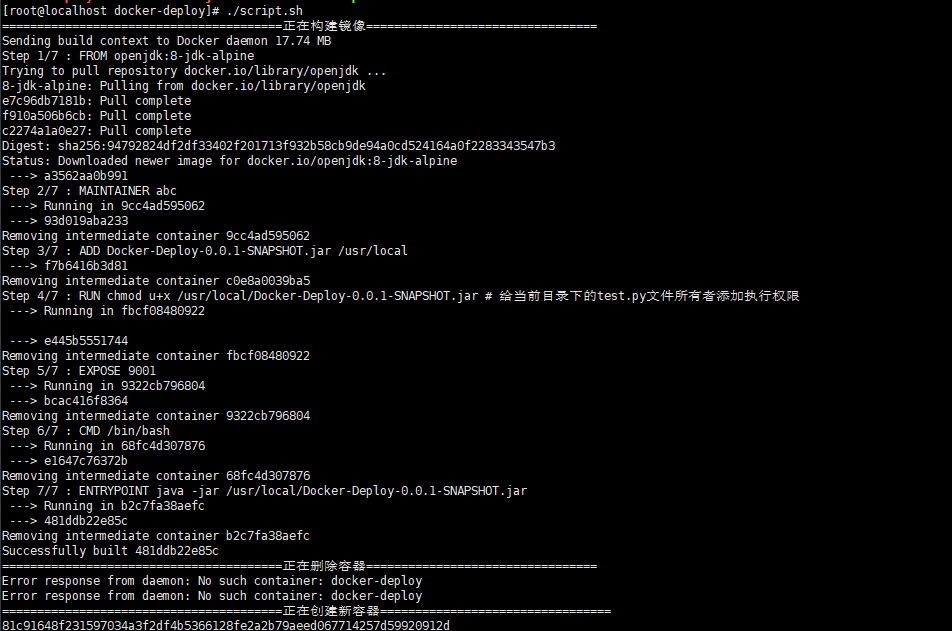 [root@localhost docker-deploy]# ./script.sh
========================================正在构建镜像=================================
Sending build context to Docker daemon 17.74 MB
Step 1/7 : FROM openjdk:8-jdk-alpine
Trying to pull repository docker.io/library/openjdk ...
8-jdk-alpine: Pulling from docker.io/library/openjdk
e7c96db7181b: Pull complete
f910a506b6cb: Pull complete
c2274a1a0e27: Pull complete
Digest: sha256:94792824df2df33402f201713f932b58cb9de94a0cd524164a0f2283343547b3
Status: Downloaded newer image for docker.io/openjdk:8-jdk-alpine
 ---> a3562aa0b991
Step 2/7 : MAINTAINER abc
 ---> Running in 9cc4ad595062
 ---> 93d019aba233
Removing intermediate container 9cc4ad595062
Step 3/7 : ADD Docker-Deploy-0.0.1-SNAPSHOT.jar /usr/local
 ---> f7b6416b3d81
Removing intermediate container c0e8a0039ba5
Step 4/7 : RUN chmod u+x /usr/local/Docker-Deploy-0.0.1-SNAPSHOT.jar # 给当前目录下的test.py文件所有者添加执行权限
 ---> Running in fbcf08480922
 ---> e445b5551744
Removing intermediate container fbcf08480922
Step 5/7 : EXPOSE 9001
 ---> Running in 9322cb796804
 ---> bcac416f8364
Removing intermediate container 9322cb796804
Step 6/7 : CMD /bin/bash
 ---> Running in 68fc4d307876
 ---> e1647c76372b
Removing intermediate container 68fc4d307876
Step 7/7 : ENTRYPOINT java -jar /usr/local/Docker-Deploy-0.0.1-SNAPSHOT.jar
 ---> Running in b2c7fa38aefc
 ---> 481ddb22e85c
Removing intermediate container b2c7fa38aefc
Successfully built 481ddb22e85c
========================================正在删除容器=================================
Error response from daemon: No such container: docker-deploy
Error response from daemon: No such container: docker-deploy
========================================正在创建新容器=================================
81c91648f231597034a3f2df4b5366128fe2a2b79aeed067714257d59920912d